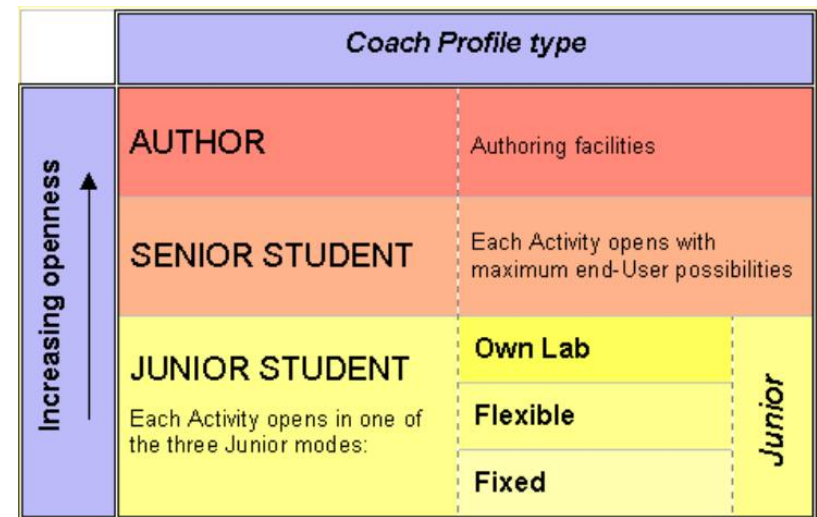 Coach Profile type
Increasing openness
AUTHOR
Authoring facilities
SENIOR STUDENT
Each Activity opens with
maximum end-User possibilities
JUNIOR STUDENT
Each Activity opens in one of
the three Junior modes:
Own Lab
Flexible
Fixed
Junior